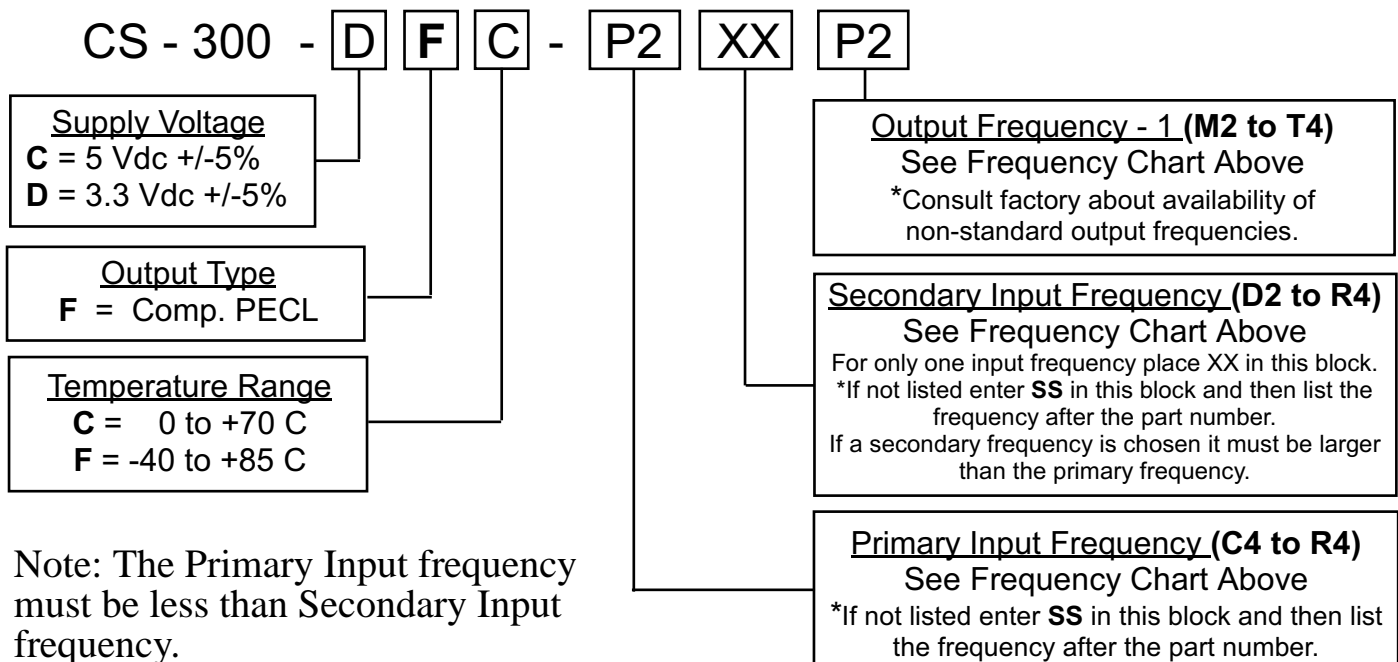 CS - 300 - D F C - P2 XX P2
Supply Voltage
C = 5 Vdc +/-5%
D = 3.3 Vdc +/-5%
Output Type
F = Comp. PECL
Temperature Range
C = 0 to +70 C
F = -40 to +85 C
Note: The Primary Input frequency
must be less than Secondary Input
frequency.
Output Frequency - 1 (M2 to T4)
See Frequency Chart Above
*Consult factory about availability of
non-standard output frequencies.
Secondary Input Frequency (D2 to R4)
See Frequency Chart Above
For only one input frequency place XX in this block.
*If not listed enter SS in this block and then list the
frequency after the part number.
If a secondary frequency is chosen it must be larger
than the primary frequency.
Primary Input Frequency (C4 to R4)
See Frequency Chart Above
*If not listed enter SS in this block and then list
the frequency after the part number.